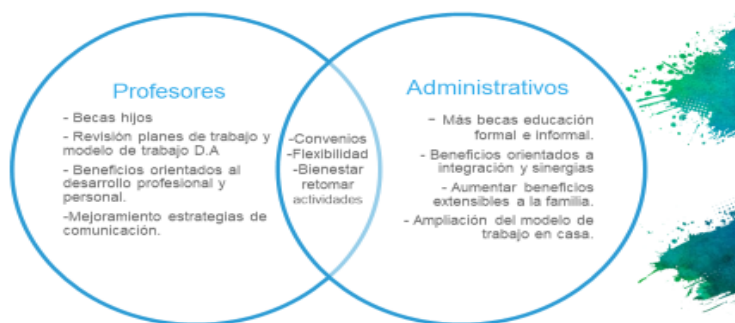 Profesores
- Becas hijos
- Revisión planes de trabajo y
modelo de trabajo D.A
- Beneficios orientados al
desarrollo profesional y
personal.
-Mejoramiento estrategias de
comunicación.
-Convenios
-Flexibilidad
-Bienestar
retomar
actividades
Administrativos
- Más becas educación
formal e informal.
- Beneficios orientados a
integración y sinergias
- Aumentar beneficios
extensibles a la familia.
- Ampliación del modelo de
trabajo en casa.